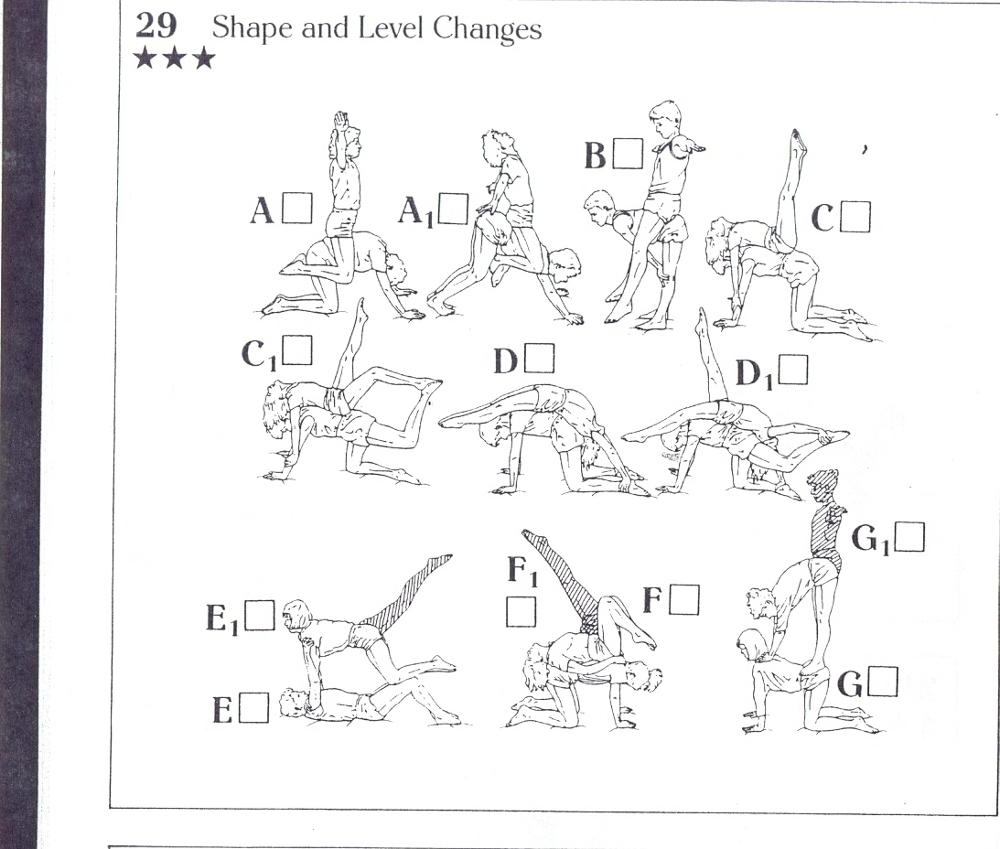 29 Shape and Level Changes
★★★
A
A1
B
C
C1
D
D1
E1
E
F1
F
G1
G